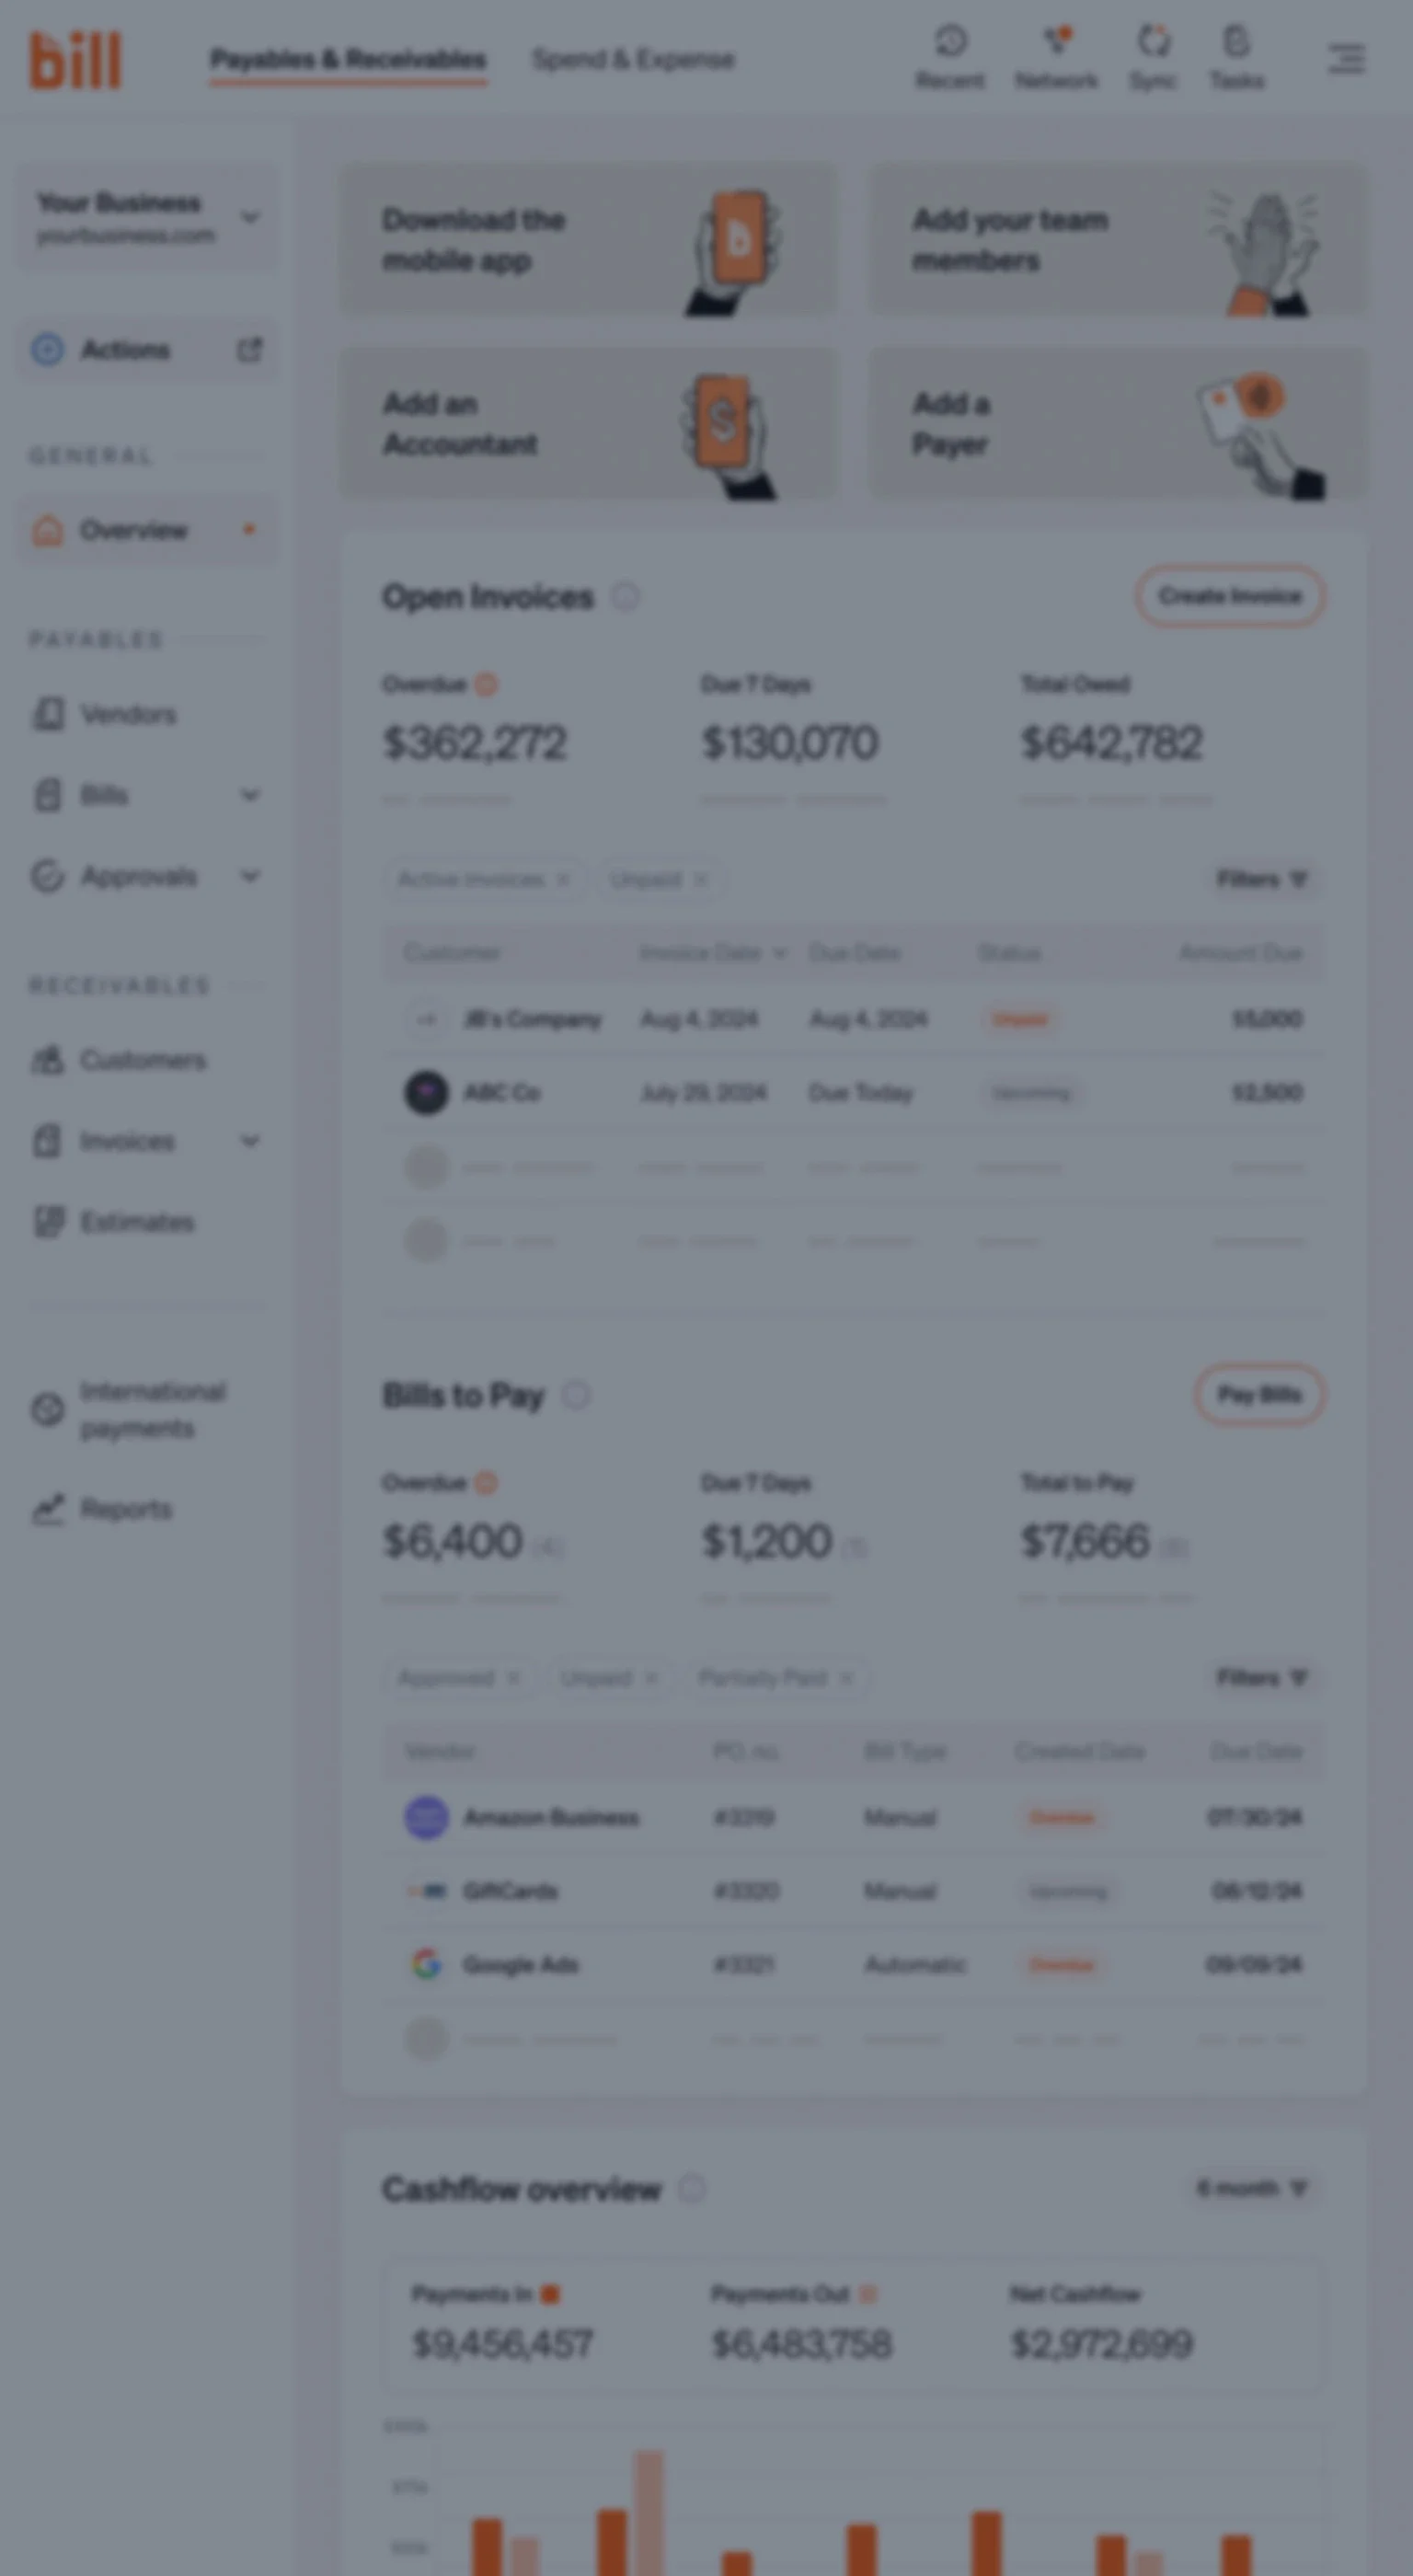 bill
Payables & Receivables
Spend & Expense
Recent
Network
Sync
Tasks
Your Business
yourbusiness.com
Actions
GENERAL
Overview
PAYABLES
Vendors
Bills
Approvals
RECEIVABLES
Customers
Invoices
Estimates
International
payments
Reports
Download the
mobile app
Add your team
members
Add an
Accountant
Add a
Payer
Open Invoices
Create Invoice
Overdue
Due 7 Days
Total Owed
$362,272
$130,070
$642,782
Active invoices
Unpaid
Filters
Customer
Invoice Date
Due Date
Status
Amount Due
JB's Company
Aug 4, 2024
Aug 4, 2024
Unpaid
$5,000
ABC Co
July 29, 2024
Due Today
Upcoming
$2,500
Bills to Pay
Pay Bills
Overdue
Due 7 Days
Total to Pay
$6,400 (4)
$1,200 (1)
$7,666
Approved
Unpaid
Partially Paid
Filters
Vendor
PO. no.
Bill Type
Created Date
Due Date
Amazon Business
#3319
Manual
Overdue
07/30/24
GiftCards
#3320
Manual
Upcoming
08/12/24
Google Ads
#3321
Automatic
Overdue
09/09/24
Cashflow overview
6 month
Payments In
Payments Out
Net Cashflow
$9,456,457
$6,483,758
$2,972,699